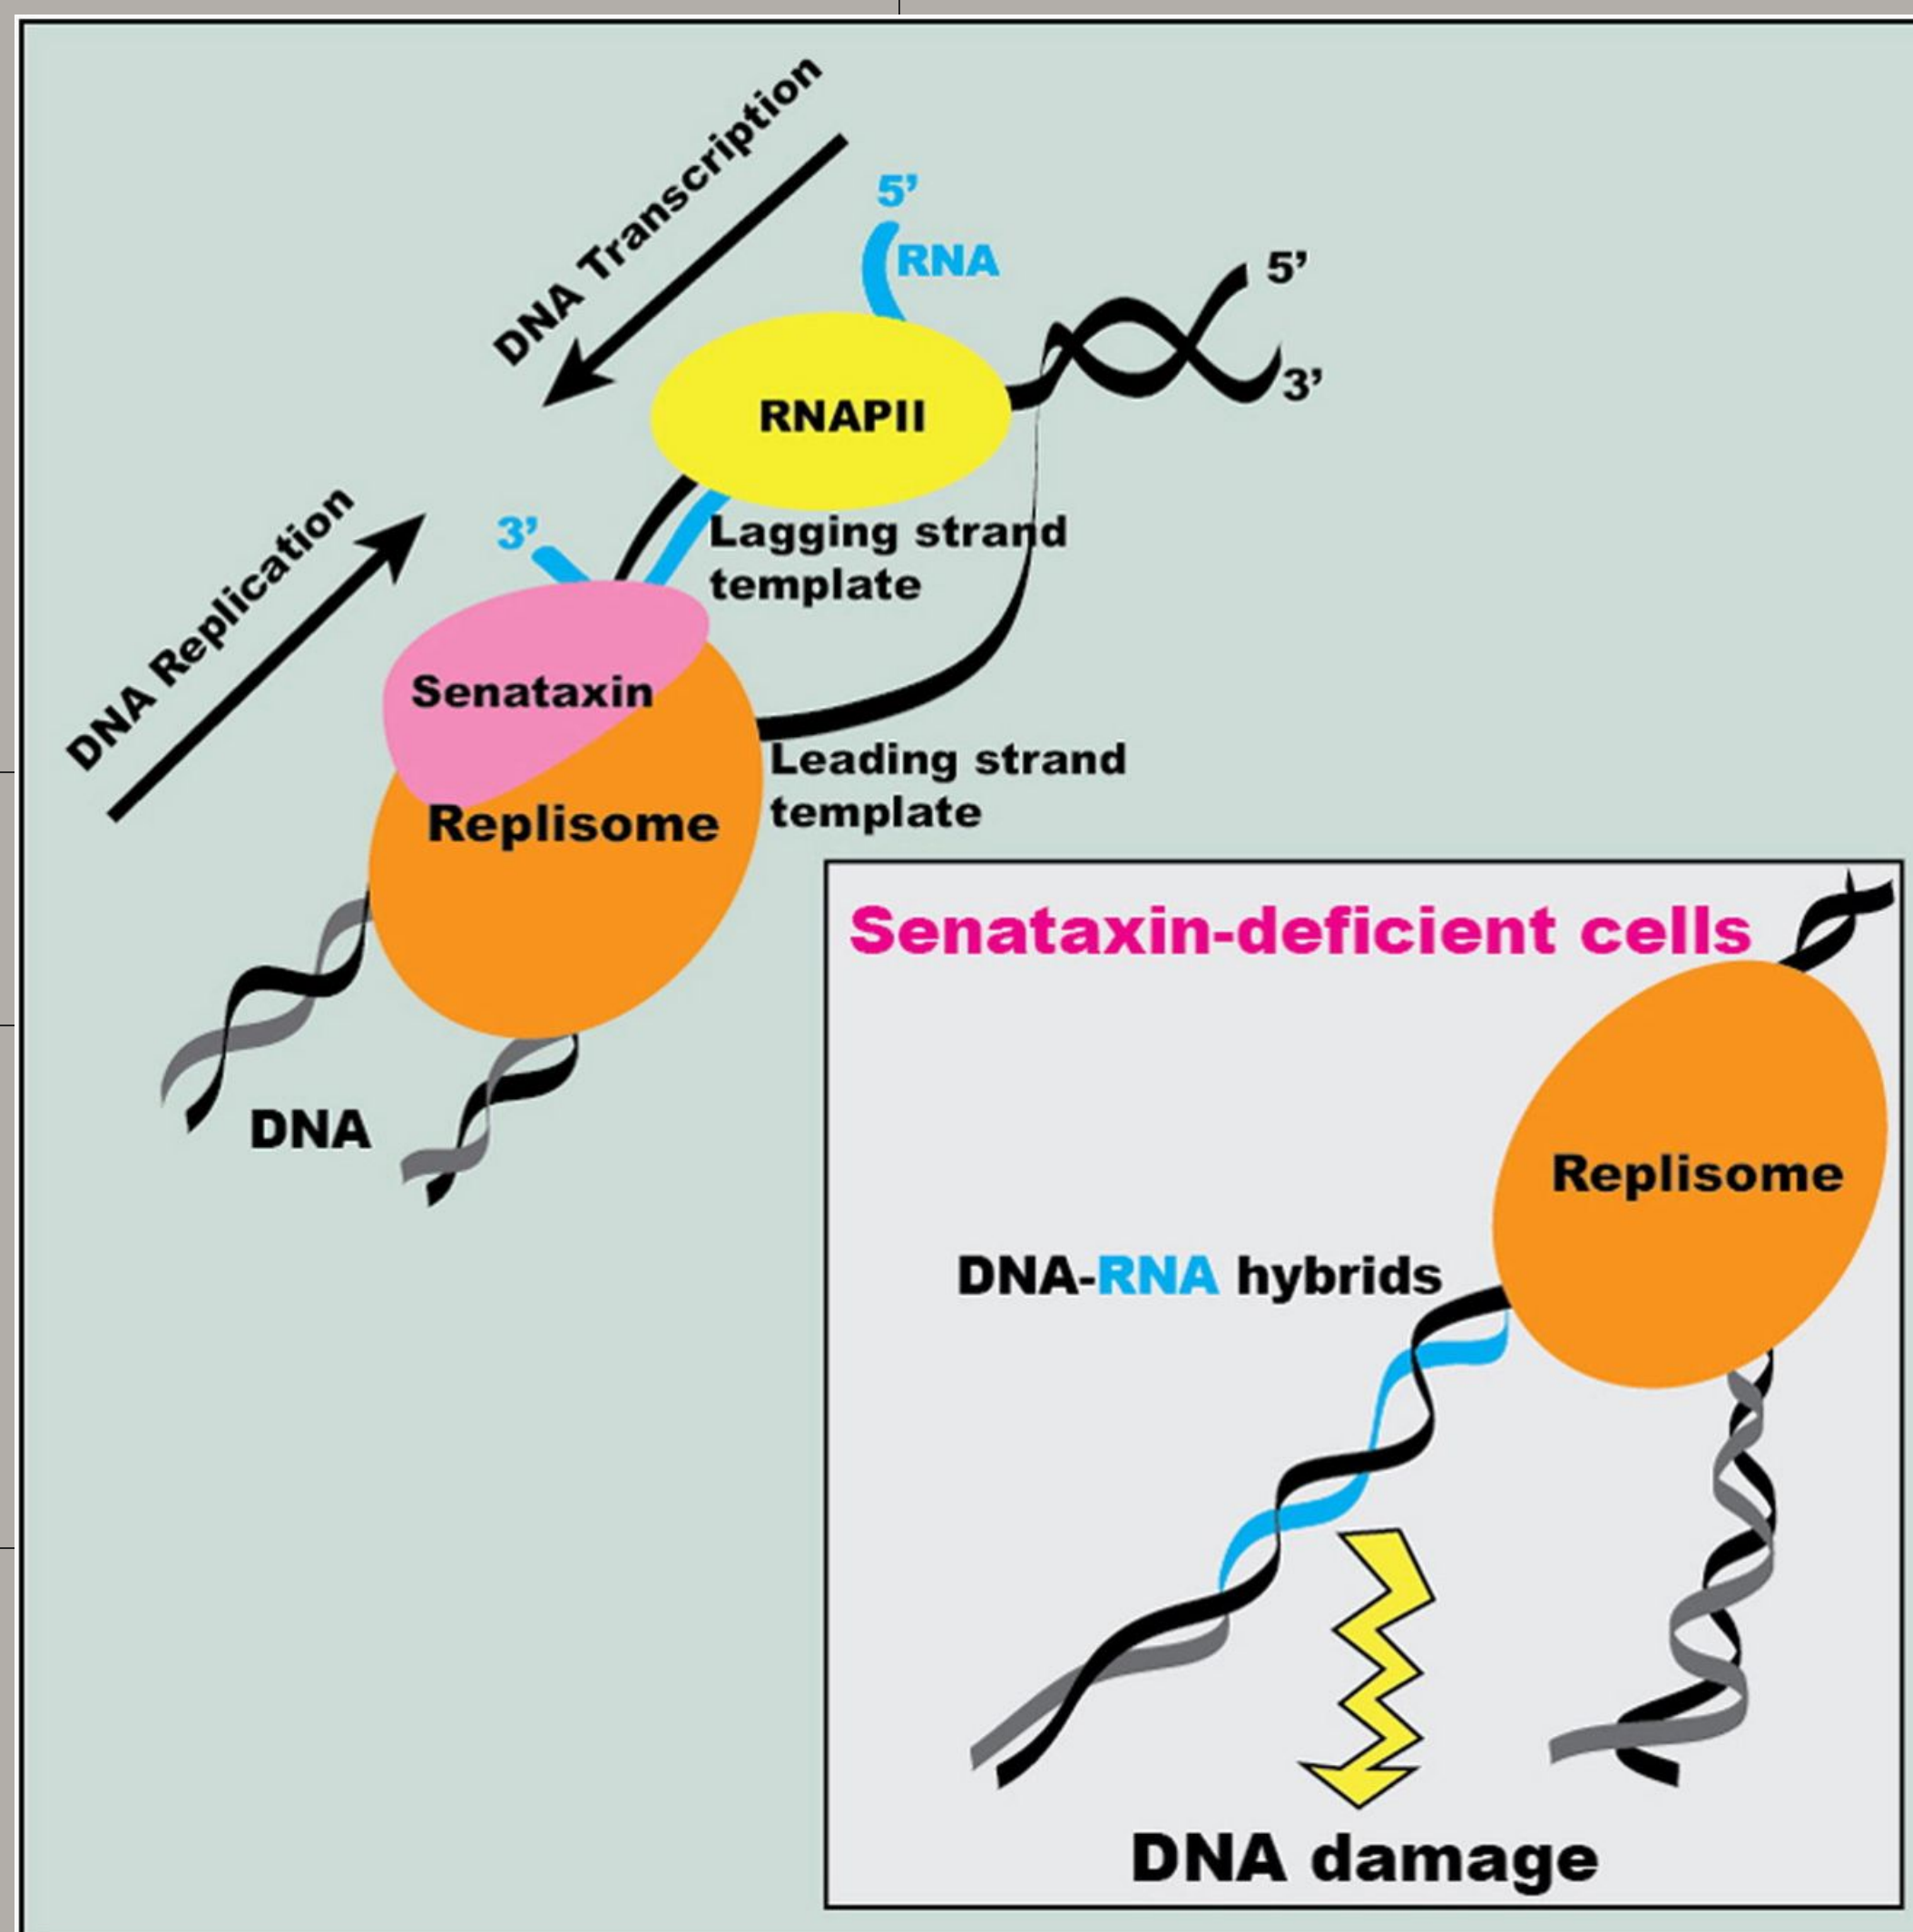 DNA Transcription
5’
RNA
5’
3’
RNAPII
DNA Replication
3’
Lagging strand
template
Senataxin
Leading strand
template
Replisome
DNA
Senataxin-deficient cells
Replisome
DNA-RNA hybrids
DNA damage